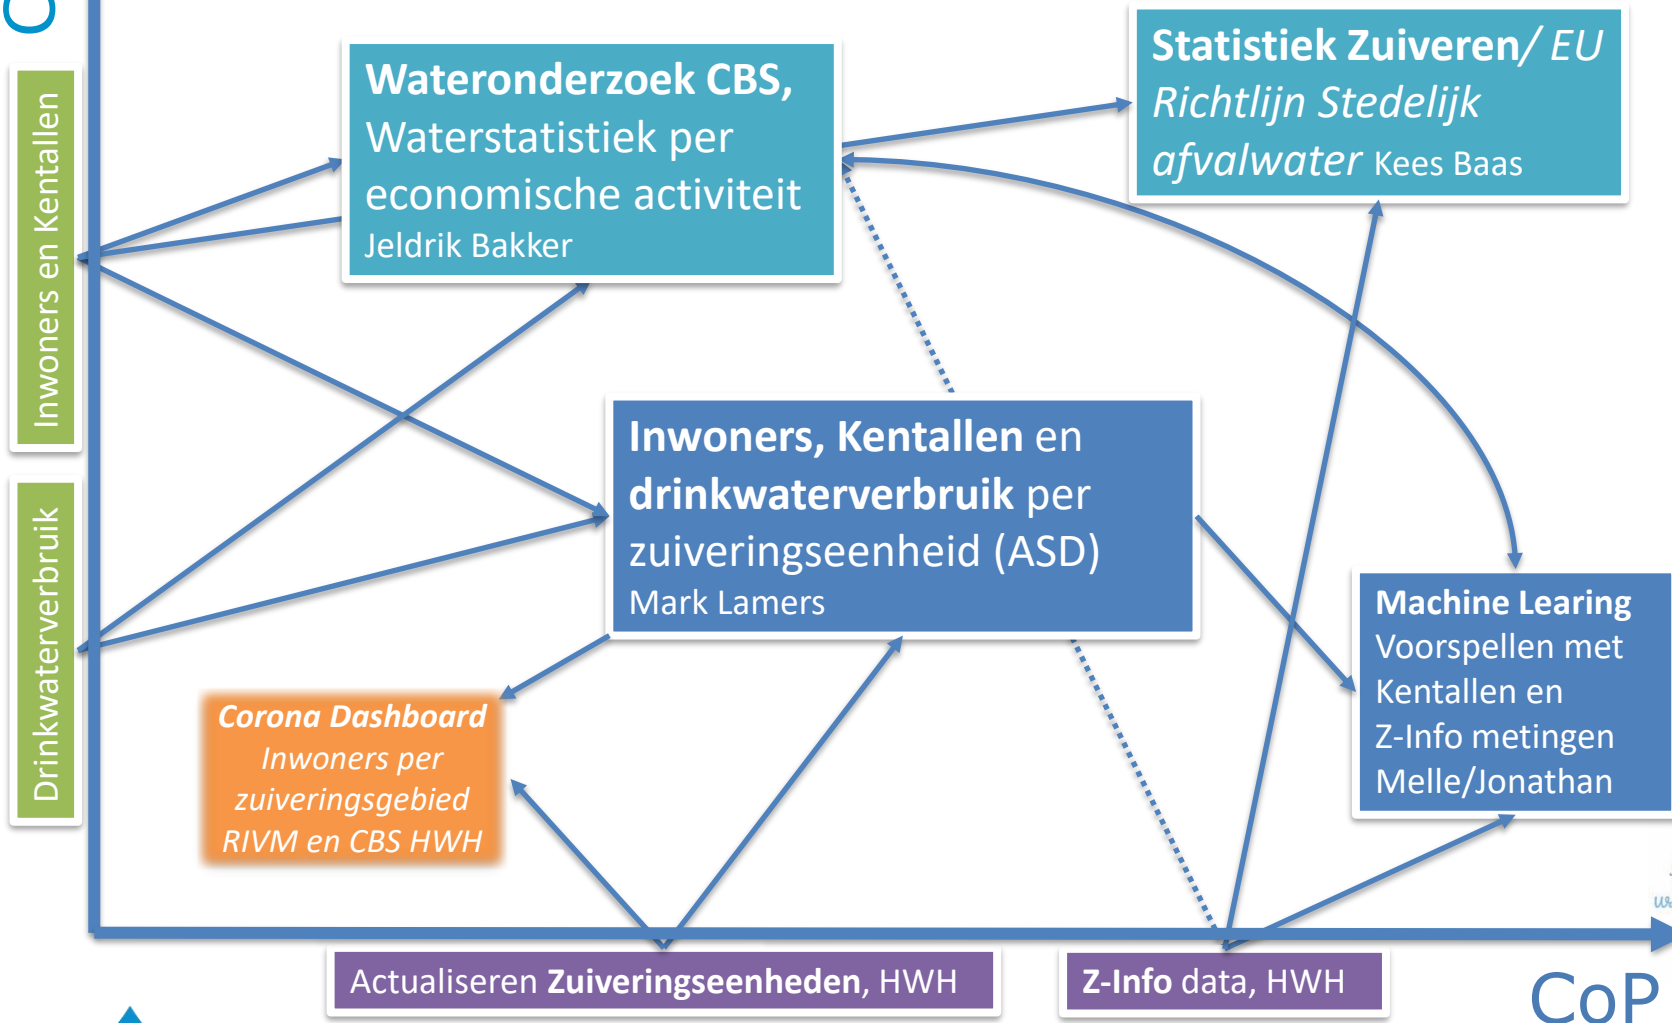 Inwoners en Kentallen
Drinkwaterverbruik
Wateronderzoek CBS,
Waterstatistiek per
economische activiteit
Jeldrik Bakker
Statistiek Zuiveren/ EU
Richtlijn Stedelijk
afvalwater Kees Baas
Inwoners, Kentallen en
drinkwaterverbruik per
zuiveringseenheid (ASD)
Mark Lamers
Machine Learing
Voorspellen met
Kentallen en
Z-Info metingen
Melle/Jonathan
Corona Dashboard
Inwoners per
zuiveringsgebied
RIVM en CBS HWH
Actualiseren Zuiveringseenheden, HWH
Z-Info data, HWH
CoP